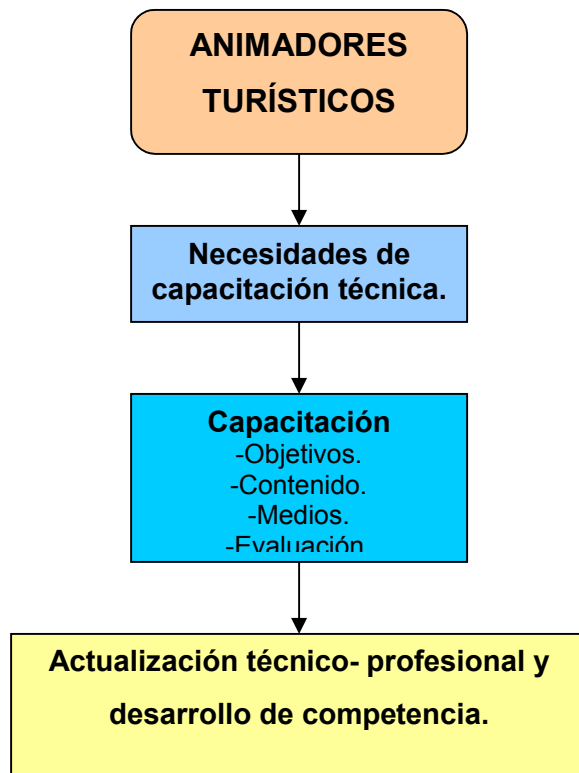 ANIMADORES
TURÍSTICOS
Necesidades de
capacitación técnica.
Capacitación
-Objetivos.
-Contenido.
-Medios.
-Evaluación
Actualización técnico- profesional y
desarrollo de competencia.